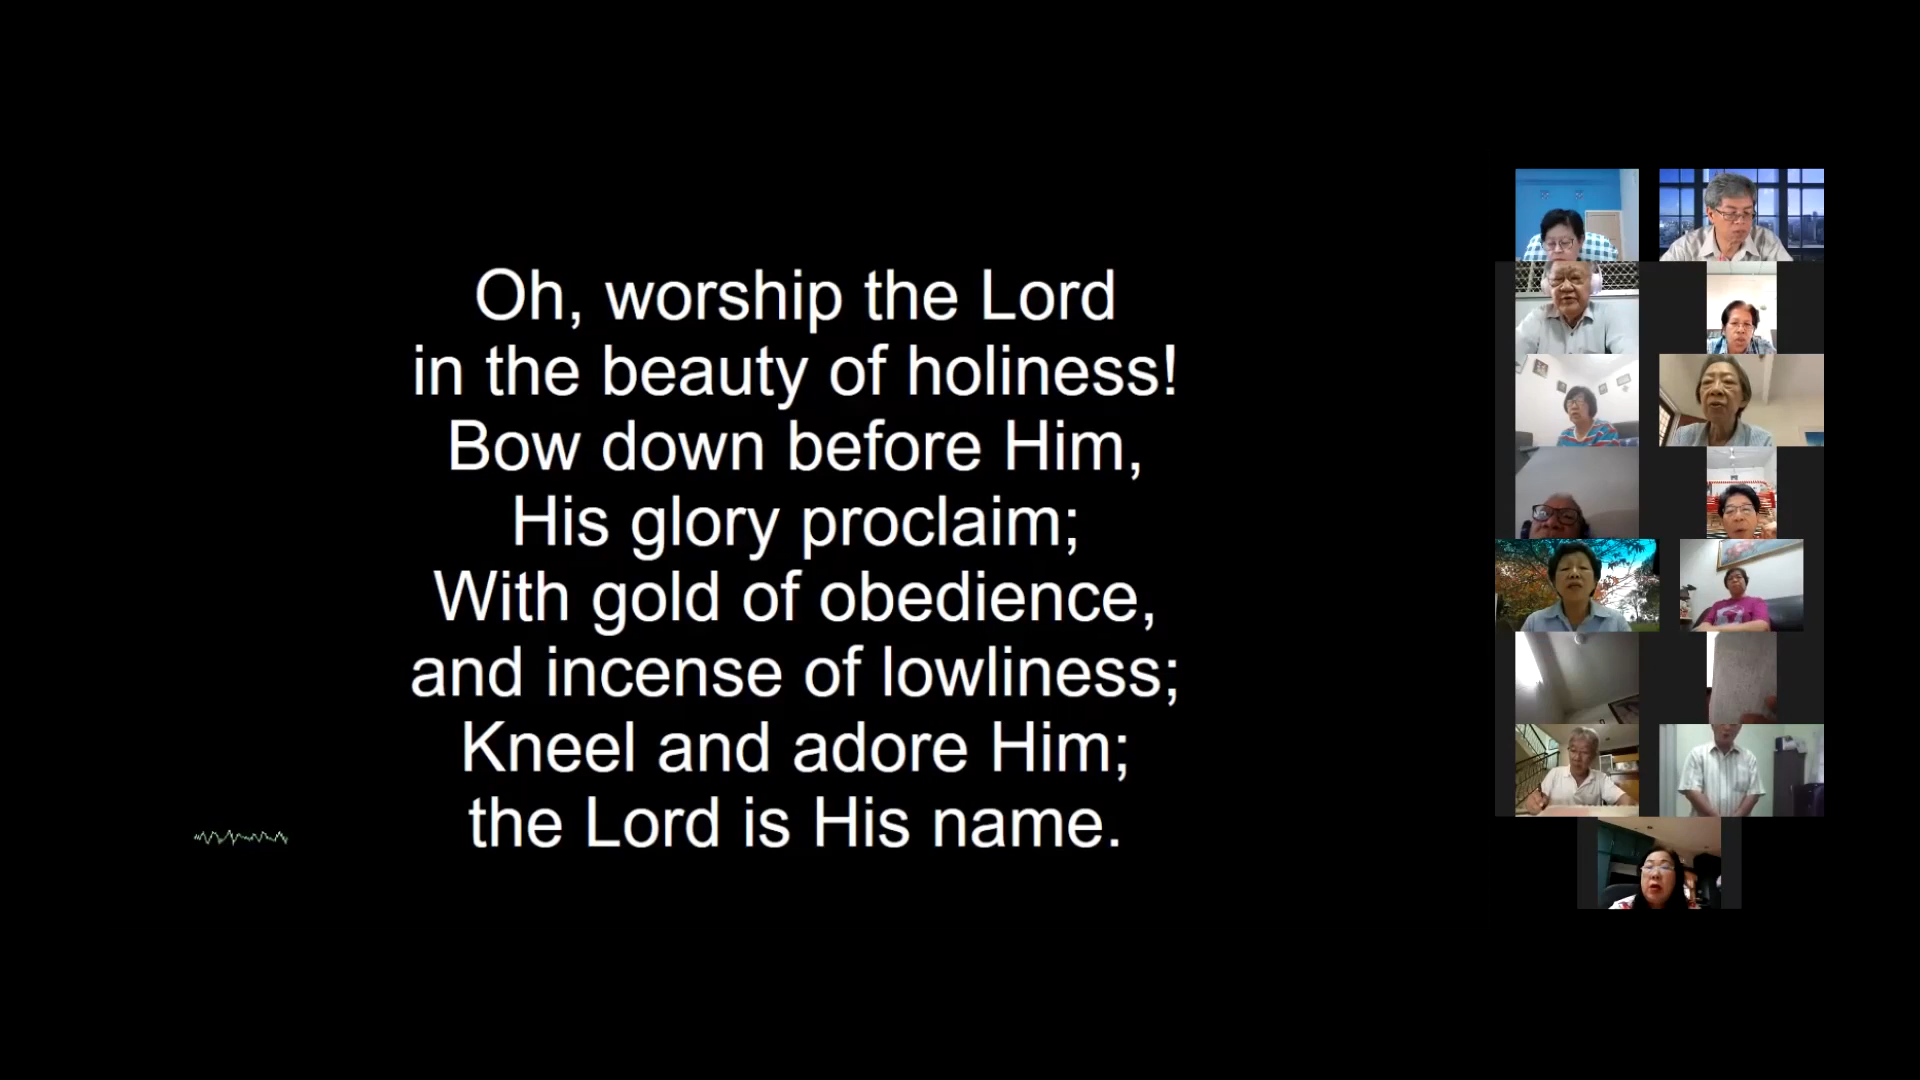 Oh, worship the Lord
in the beauty of holiness!
Bow down before Him,
His glory proclaim;
With gold of obedience,
and incense of lowliness;
Kneel and adore Him;
the Lord is His name.